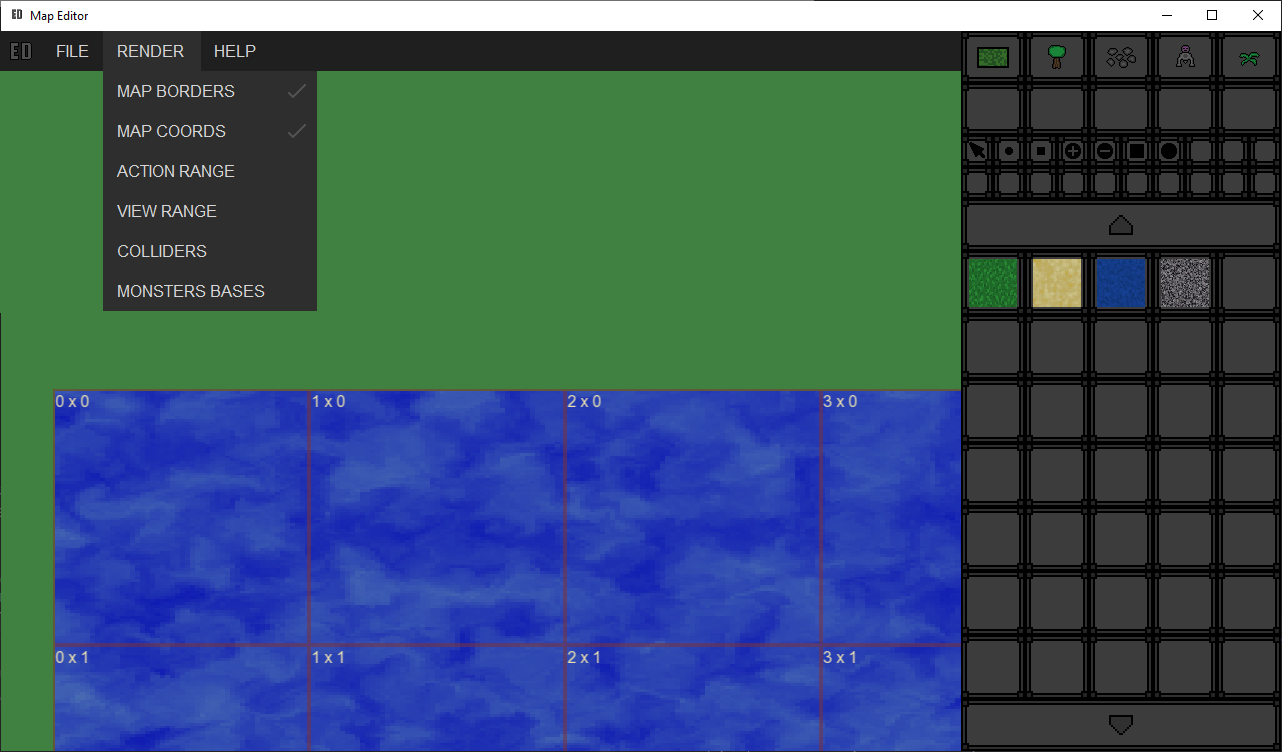 Map Editor
ED FILE RENDER HELP
MAP BORDERS
MAP COORDS
ACTION RANGE
VIEW RANGE
COLLIDERS
MONSTERS BASES
0 x 0 1 x 0 2 x 0 3 x 0
0 x 1 1 x 1 2 x 1 3 x 1